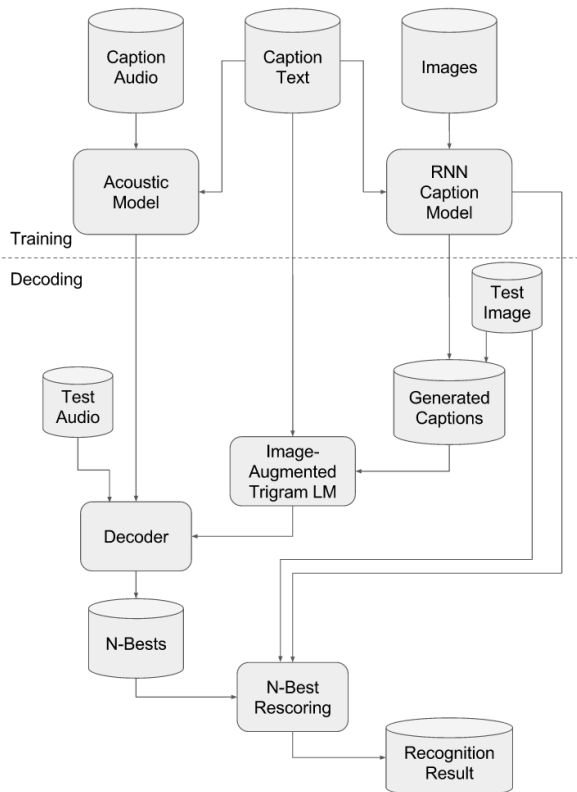 Caption
Audio
Caption
Text
Images
Acoustic
Model
RNN
Caption
Model
Training
Decoding
Test
Image
Test
Audio
Generated
Captions
Image-
Augmented
Trigram LM
Decoder
N-Bests
N-Best
Rescoring
Recognition
Result